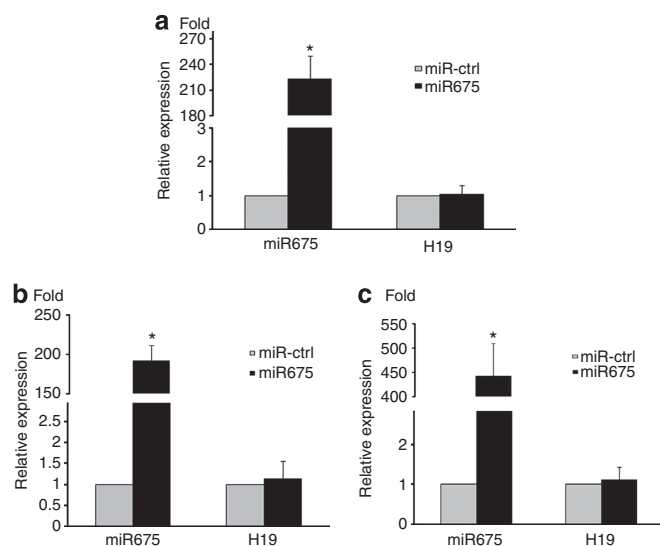 a Fold
270
240
210
180
3
2
1
0
Relative expression
*
miR-ctrl
miR675
miR675 H19
b Fold
250
200
150
2.5
2
1.5
1
0.5
0
Relative expression
*
miR-ctrl
miR675
miR675 H19
c Fold
550
500
450
400
2
1
0
Relative expression
*
miR-ctrl
miR675
miR675 H19